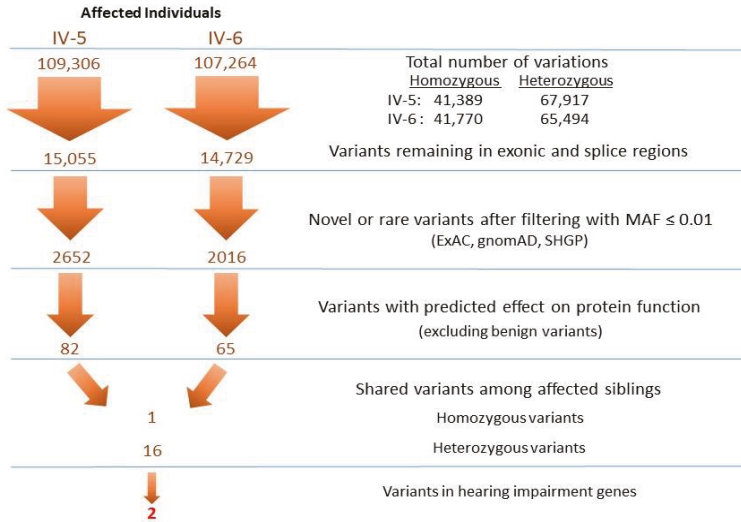 Affected Individuals
IV-5 IV-6
109,306 107,264
Total number of variations
Homozygous Heterozygous
IV-5: 41,389 67,917
IV-6: 41,770 65,494
15,055 14,729
Variants remaining in exonic and splice regions
Novel or rare variants after filtering with MAF ≤ 0.01
(ExAC, gnomAD, SHGP)
2652 2016
Variants with predicted effect on protein function
(excluding benign variants)
82 65
Shared variants among affected siblings
1 Homozygous variants
16 Heterozygous variants
Variants in hearing impairment genes
2